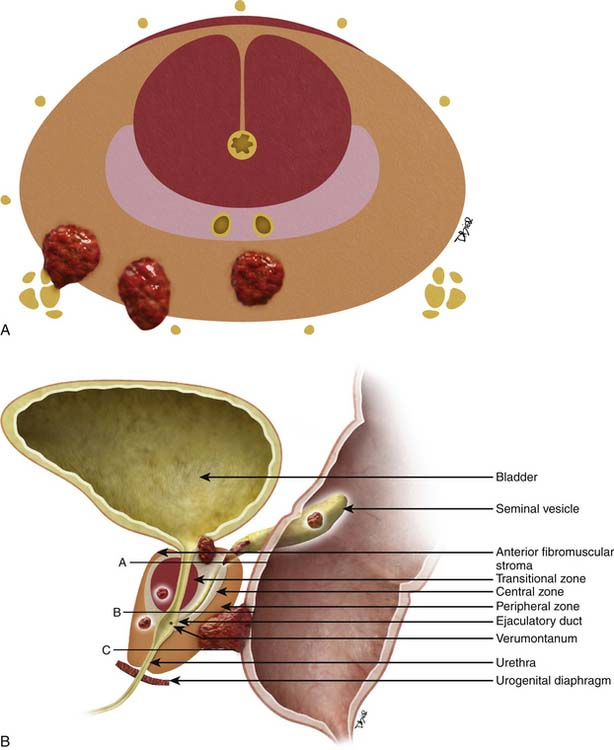 A
Bladder
Seminal vesicle
Anterior fibromuscular
stroma
A
Transitional zone
Central zone
Peripheral zone
B
Ejaculatory duct
Verumontanum
C
Urethra
Urogenital diaphragm
B